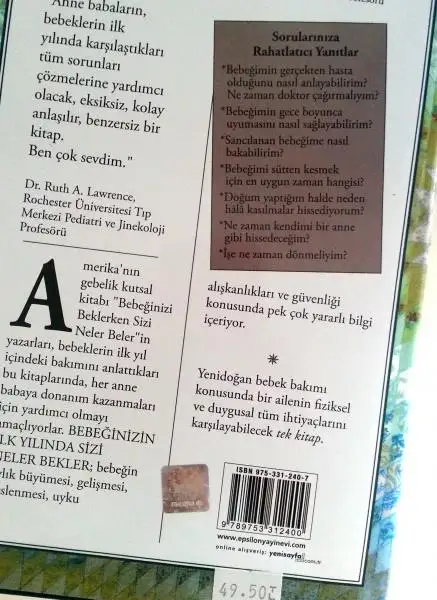 Anne babaların,
bebeklerin ilk
yılında karşılaştıkları
tüm sorunları
çözmelerine yardımcı
olacak, eksiksiz, kolay
anlaşılır, benzersiz bir
kitap.
Ben çok sevdim."
Dr. Ruth A. Lawrence,
Rochester Üniversitesi Tıp
Merkezi Pediatri ve Jinekoloji
Profesörü
Amerika'nın
gebelik kutsal
kitabı "Bebeğinizi
Beklerken Sizi
Neler Beler"in
yazarları, bebeklerin ilk yıl
içindeki bakımını anlattıkları
bu kitaplarında, her anne
babaya donanım kazanmaları
için yardımcı olmayı
amaçlıyorlar. BEBEĞİNİZİN
İLK YILINDA SİZİ
NELER BEKLER; bebeğin
aylık büyümesi, gelişmesi,
beslenmesi, uyku
Sorularınıza
Rahatlatıcı Yanıtlar
*Bebeğimin gerçekten hasta
olduğunu nasıl anlayabilirim?
Ne zaman doktor çağırmalıyım?
*Bebeğimin gece boyunca
uyumasını nasıl sağlayabilirim?
*Sancılanan bebeğime nasıl
bakabilirim?
*Bebeğimi sütten kesmek
için en uygun zaman hangisi?
*Doğum yaptığım halde neden
hâlâ kasılmalar hissediyorum?
*Ne zaman kendimi bir anne
gibi hissedeceğim?
*İşe ne zaman dönmeliyim?
alışkanlıkları ve güvenliği
konusunda pek çok yararlı bilgi
içeriyor.
*
Yenidoğan bebek bakımı
konusunda bir ailenin fiziksel
ve duygusal tüm ihtiyaçlarını
karşılayabilecek tek kitap.
ISBN 975-331-240-7
9 789753 312400
www.epsilonyayinevi.com
online alışveriş: yenisayfa
49.50